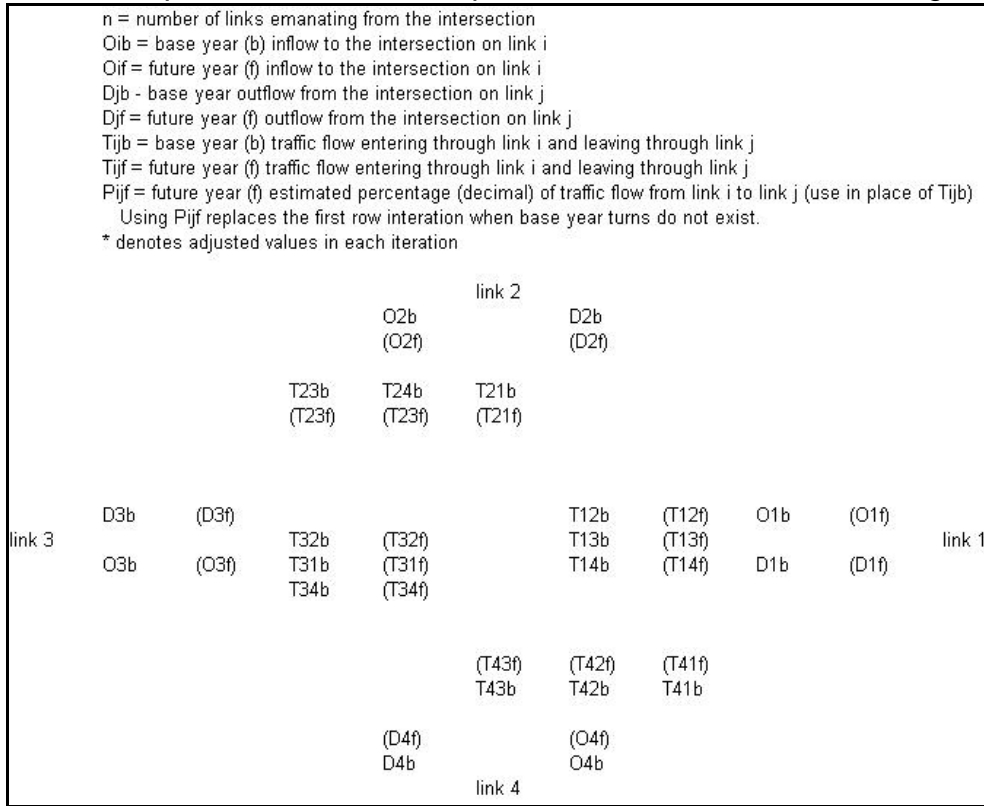 n = number of links emanating from the intersection
Oib = base year (b) inflow to the intersection on link i
Oif = future year (f) inflow to the intersection on link i
Djb - base year outflow from the intersection on link j
Djf = future year (f) outflow from the intersection on link j
Tijb = base year (b) traffic flow entering through link i and leaving through link j
Tijf = future year (f) traffic flow entering through link i and leaving through link j
Pijf = future year (f) estimated percentage (decimal) of traffic flow from link i to link j (use in place of Tijb)
Using Pijf replaces the first row interation when base year turns do not exist.
* denotes adjusted values in each iteration
link 2
O2b D2b
(O2f) (D2f)
T23b T24b T21b
(T23f) (T23f) (T21f)
D3b (D3f) T12b (T12f) O1b (O1f)
link 3 T32b (T32f) T13b (T13f) link 1
O3b (O3f) T31b (T31f) T14b (T14f) D1b (D1f)
T34b (T34f)
(T43f) (T42f) (T41f)
T43b T42b T41b
(D4f) (O4f)
D4b O4b
link 4